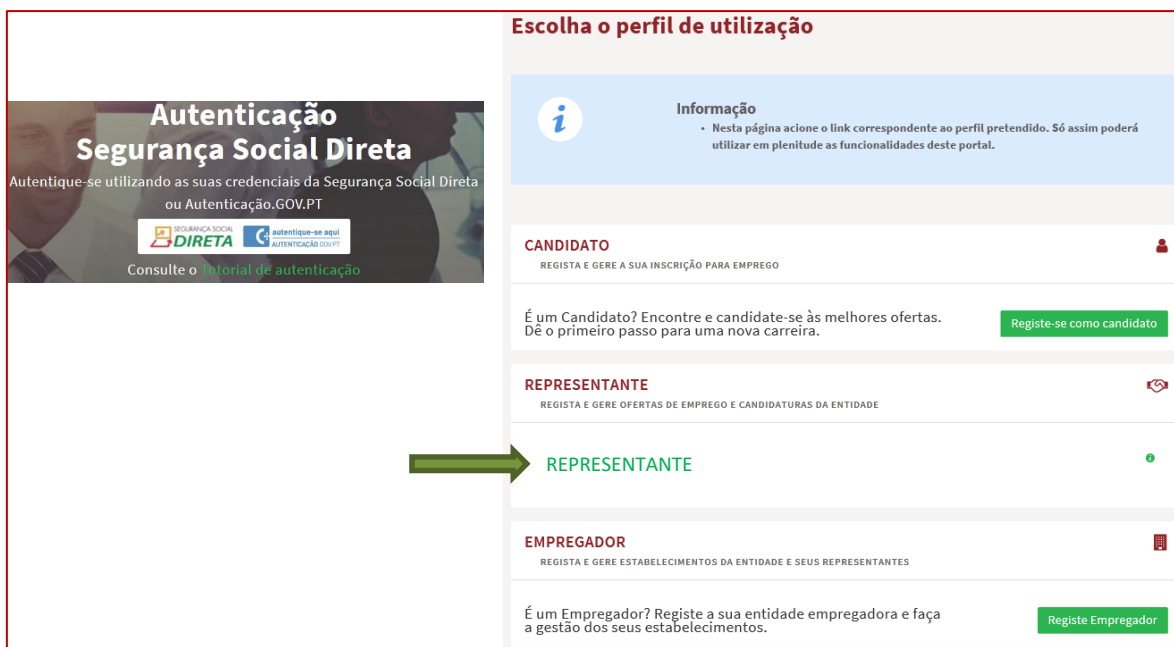 Autenticação
Segurança Social Direta
Autentique-se utilizando as suas credenciais da Segurança Social Direta
ou Autenticação.GOV.PT
SEGURANÇA SOCIAL
DIRETA
autentique-se aqui
AUTENTICAÇÃO GOV.PT
Consulte o Tutorial de autenticação
Escolha o perfil de utilização
Informação
• Nesta página acione o link correspondente ao perfil pretendido. Só assim poderá
utilizar em plenitude as funcionalidades deste portal.
CANDIDATO
REGISTA E GERE A SUA INSCRIÇÃO PARA EMPREGO
É um Candidato? Encontre e candidate-se às melhores ofertas.
Dê o primeiro passo para uma nova carreira.
Registe-se como candidato
REPRESENTANTE
REGISTA E GERE OFERTAS DE EMPREGO E CANDIDATURAS DA ENTIDADE
REPRESENTANTE
EMPREGADOR
REGISTA E GERE ESTABELECIMENTOS DA ENTIDADE E SEUS REPRESENTANTES
É um Empregador? Registe a sua entidade empregadora e faça
a gestão dos seus estabelecimentos.
Registe Empregador